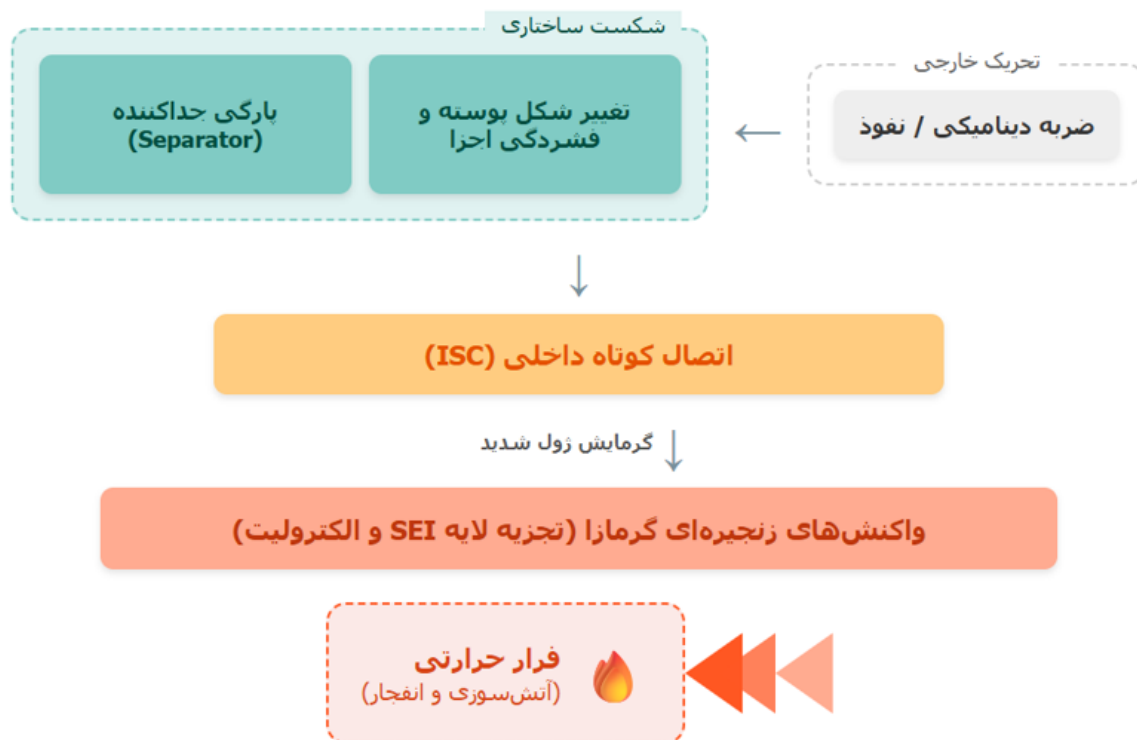 تحریک خارجی
ضربه دینامیکی / نفوذ
شکست ساختاری
تغییر شکل پوسته و
فشردگی اجزا
پارگی جداکننده
(Separator)
اتصال کوتاه داخلی (ISC)
گرمایش ژول شدید
واکنش‌های زنجیره‌ای گرمازا (تجزیه لایه SEI و الکترولیت)
فرار حرارتی
(آتش‌سوزی و انفجار)